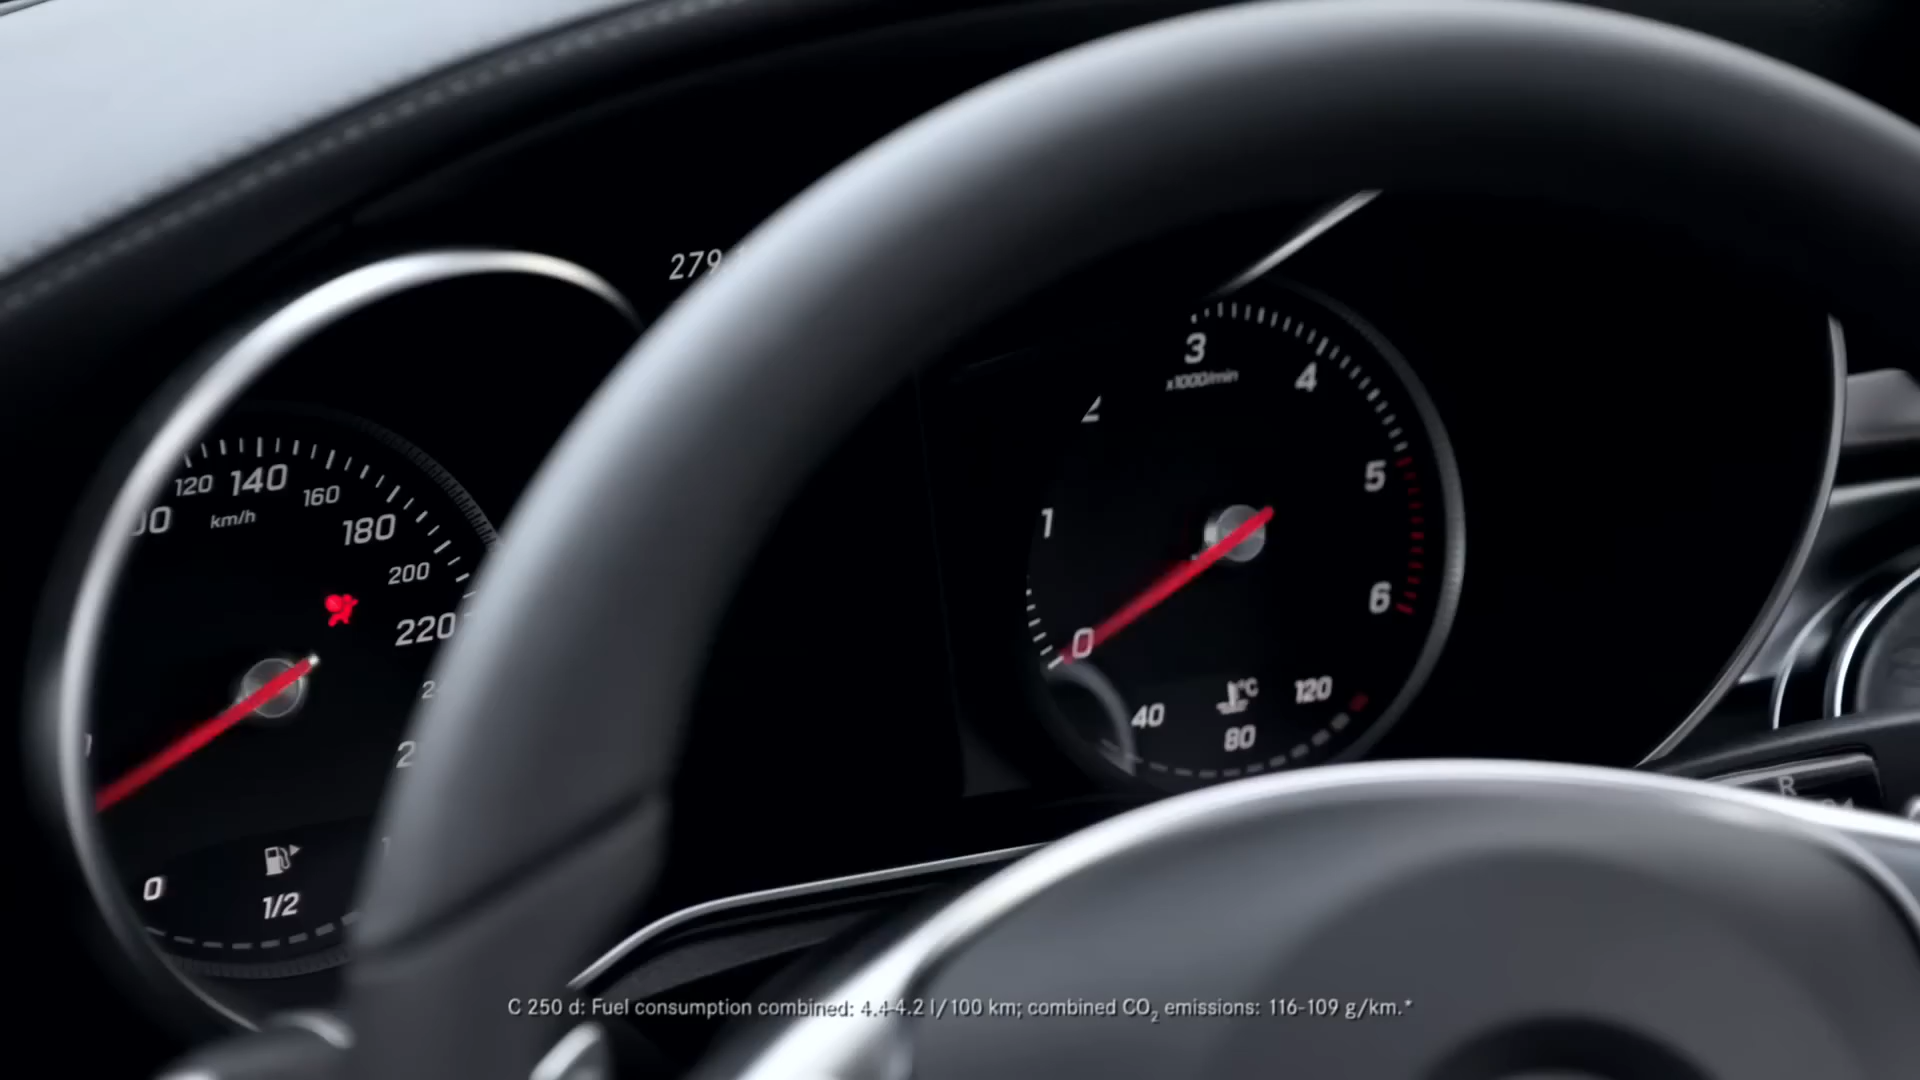 279
120 140 160
km/h
180
200
220
0
1/2
3
x1000/min
4
2
1
5
6
0
40
°C
120
80
R
C 250 d: Fuel consumption combined: 4.4-4.2 l/100 km; combined CO₂ emissions: 116-109 g/km.*